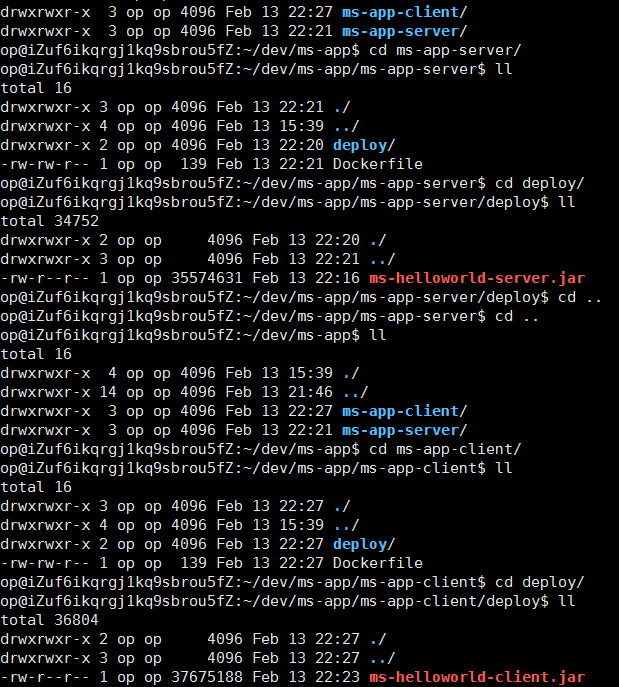 drwxrwxr-x  3 op op 4096 Feb 13 22:27 ms-app-client/
drwxrwxr-x  3 op op 4096 Feb 13 22:21 ms-app-server/
op@iZuf6ikqrgj1kq9sbrou5fZ:~/dev/ms-app$ cd ms-app-server/
op@iZuf6ikqrgj1kq9sbrou5fZ:~/dev/ms-app/ms-app-server$ ll
total 16
drwxrwxr-x 3 op op 4096 Feb 13 22:21 ./
drwxrwxr-x 4 op op 4096 Feb 13 15:39 ../
drwxrwxr-x 2 op op 4096 Feb 13 22:20 deploy/
-rw-rw-r-- 1 op op  139 Feb 13 22:21 Dockerfile
op@iZuf6ikqrgj1kq9sbrou5fZ:~/dev/ms-app/ms-app-server$ cd deploy/
op@iZuf6ikqrgj1kq9sbrou5fZ:~/dev/ms-app/ms-app-server/deploy$ ll
total 34752
drwxrwxr-x 2 op op     4096 Feb 13 22:20 ./
drwxrwxr-x 3 op op     4096 Feb 13 22:21 ../
-rw-r--r-- 1 op op 35574631 Feb 13 22:16 ms-helloworld-server.jar
op@iZuf6ikqrgj1kq9sbrou5fZ:~/dev/ms-app/ms-app-server/deploy$ cd ..
op@iZuf6ikqrgj1kq9sbrou5fZ:~/dev/ms-app/ms-app-server$ cd ..
op@iZuf6ikqrgj1kq9sbrou5fZ:~/dev/ms-app$ ll
total 16
drwxrwxr-x  4 op op 4096 Feb 13 15:39 ./
drwxrwxr-x 14 op op 4096 Feb 13 21:46 ../
drwxrwxr-x  3 op op 4096 Feb 13 22:27 ms-app-client/
drwxrwxr-x  3 op op 4096 Feb 13 22:21 ms-app-server/
op@iZuf6ikqrgj1kq9sbrou5fZ:~/dev/ms-app$ cd ms-app-client/
op@iZuf6ikqrgj1kq9sbrou5fZ:~/dev/ms-app/ms-app-client$ ll
total 16
drwxrwxr-x 3 op op 4096 Feb 13 22:27 ./
drwxrwxr-x 4 op op 4096 Feb 13 15:39 ../
drwxrwxr-x 2 op op 4096 Feb 13 22:27 deploy/
-rw-rw-r-- 1 op op  139 Feb 13 22:27 Dockerfile
op@iZuf6ikqrgj1kq9sbrou5fZ:~/dev/ms-app/ms-app-client$ cd deploy/
op@iZuf6ikqrgj1kq9sbrou5fZ:~/dev/ms-app/ms-app-client/deploy$ ll
total 36804
drwxrwxr-x 2 op op     4096 Feb 13 22:27 ./
drwxrwxr-x 3 op op     4096 Feb 13 22:27 ../
-rw-r--r-- 1 op op 37675188 Feb 13 22:23 ms-helloworld-client.jar